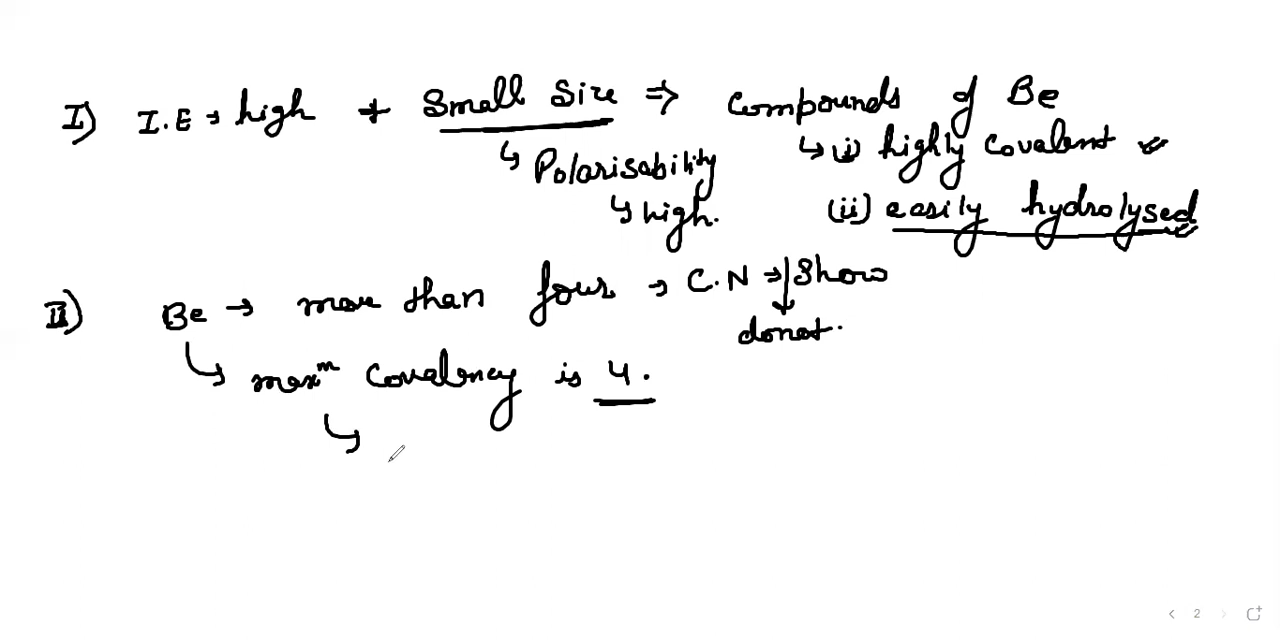 I) I.E → high + Small Size ⇒ Compounds of Be
↳ Polarisability
↳ high.
↳ (i) highly covalent
(ii) easily hydrolysed
II) Be → more than four → C.N → Show
↓
donot.
↳ maxᵐ Covalency is 4.
↳
< 2 >